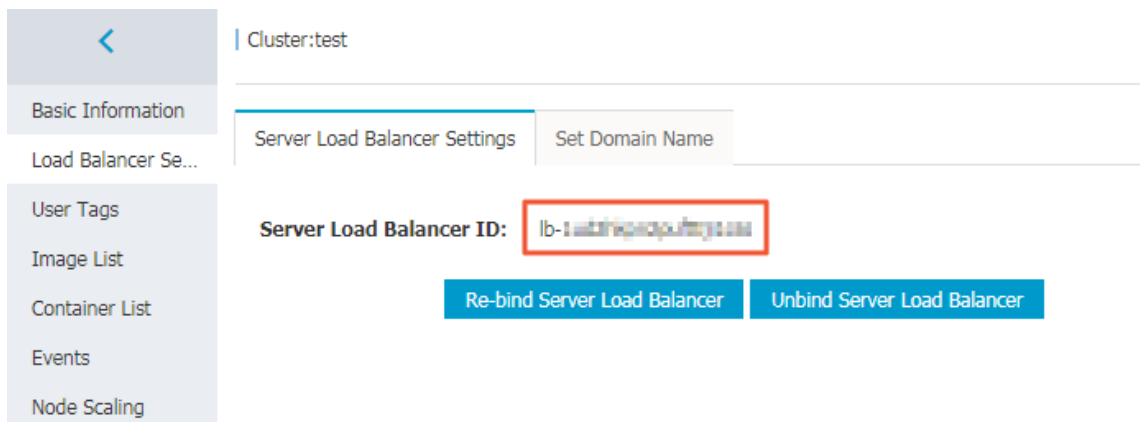 Cluster:test
Basic Information
Load Balancer Se...
User Tags
Image List
Container List
Events
Node Scaling
Server Load Balancer Settings
Set Domain Name
Server Load Balancer ID: lb-
Re-bind Server Load Balancer
Unbind Server Load Balancer